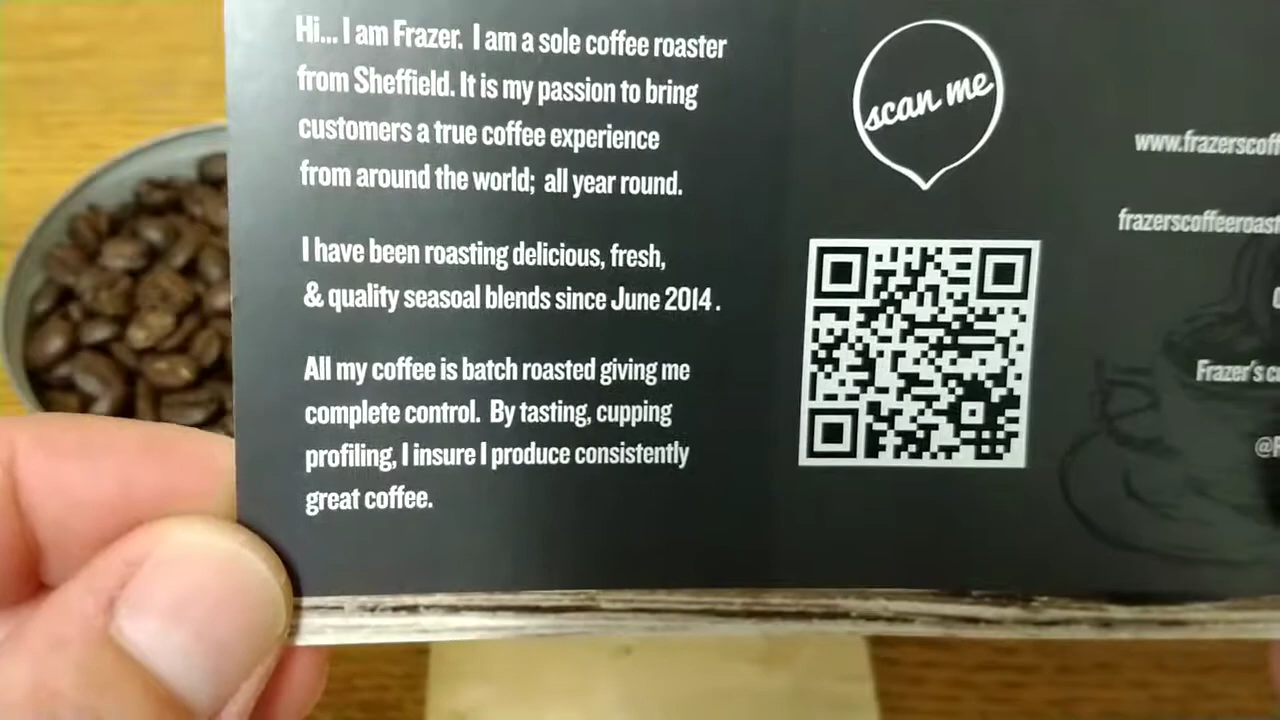 Hi... I am Frazer. I am a sole coffee roaster
from Sheffield. It is my passion to bring
customers a true coffee experience
from around the world; all year round.
I have been roasting delicious, fresh,
& quality seasoal blends since June 2014.
All my coffee is batch roasted giving me
complete control. By tasting, cupping
profiling, I insure I produce consistently
great coffee.
scan me
www.frazerscoff
frazerscoffeeroast
Frazer's